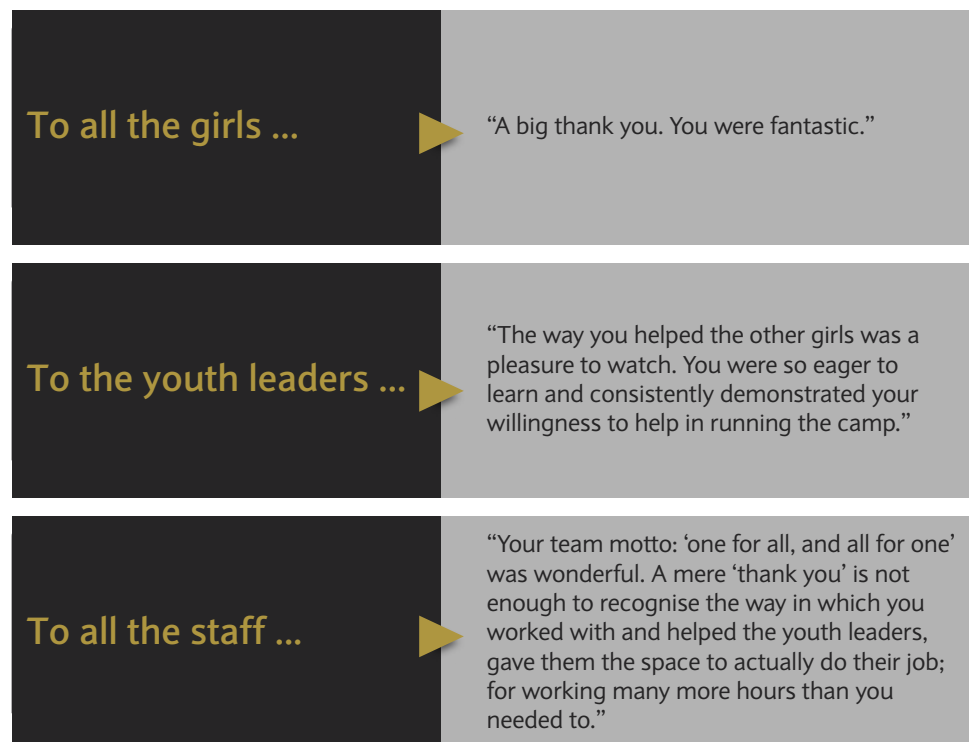 To all the girls ...
“A big thank you. You were fantastic.”
To the youth leaders ...
“The way you helped the other girls was a
pleasure to watch. You were so eager to
learn and consistently demonstrated your
willingness to help in running the camp.”
To all the staff ...
“Your team motto: ‘one for all, and all for one’
was wonderful. A mere ‘thank you’ is not
enough to recognise the way in which you
worked with and helped the youth leaders,
gave them the space to actually do their job;
for working many more hours than you
needed to.”